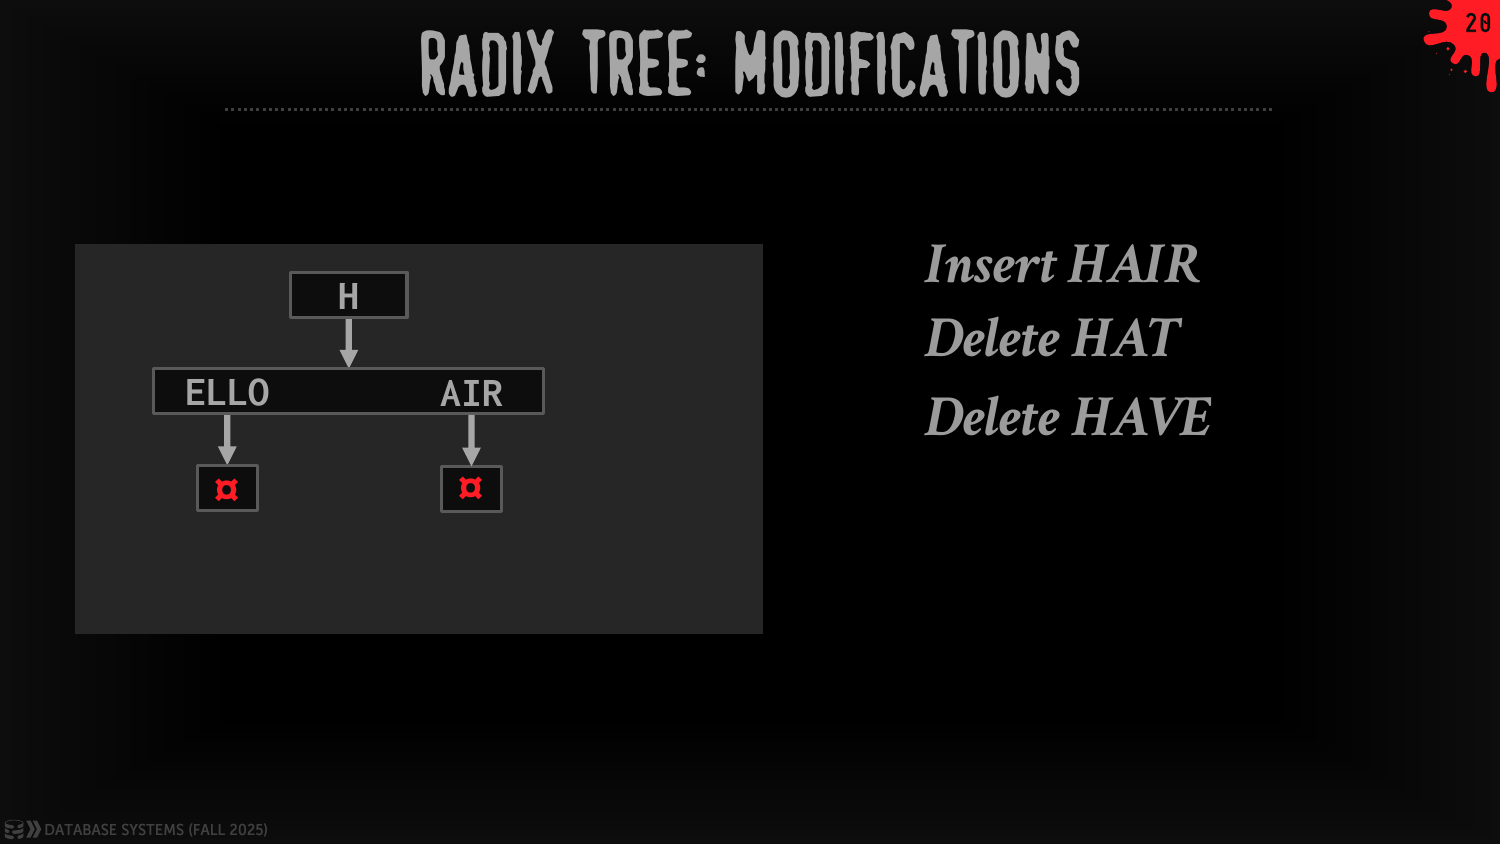 20
RADIX TREE: MODIFICATIONS
H
ELLO AIR
¤ ¤
Insert HAIR
Delete HAT
Delete HAVE
DATABASE SYSTEMS (FALL 2025)